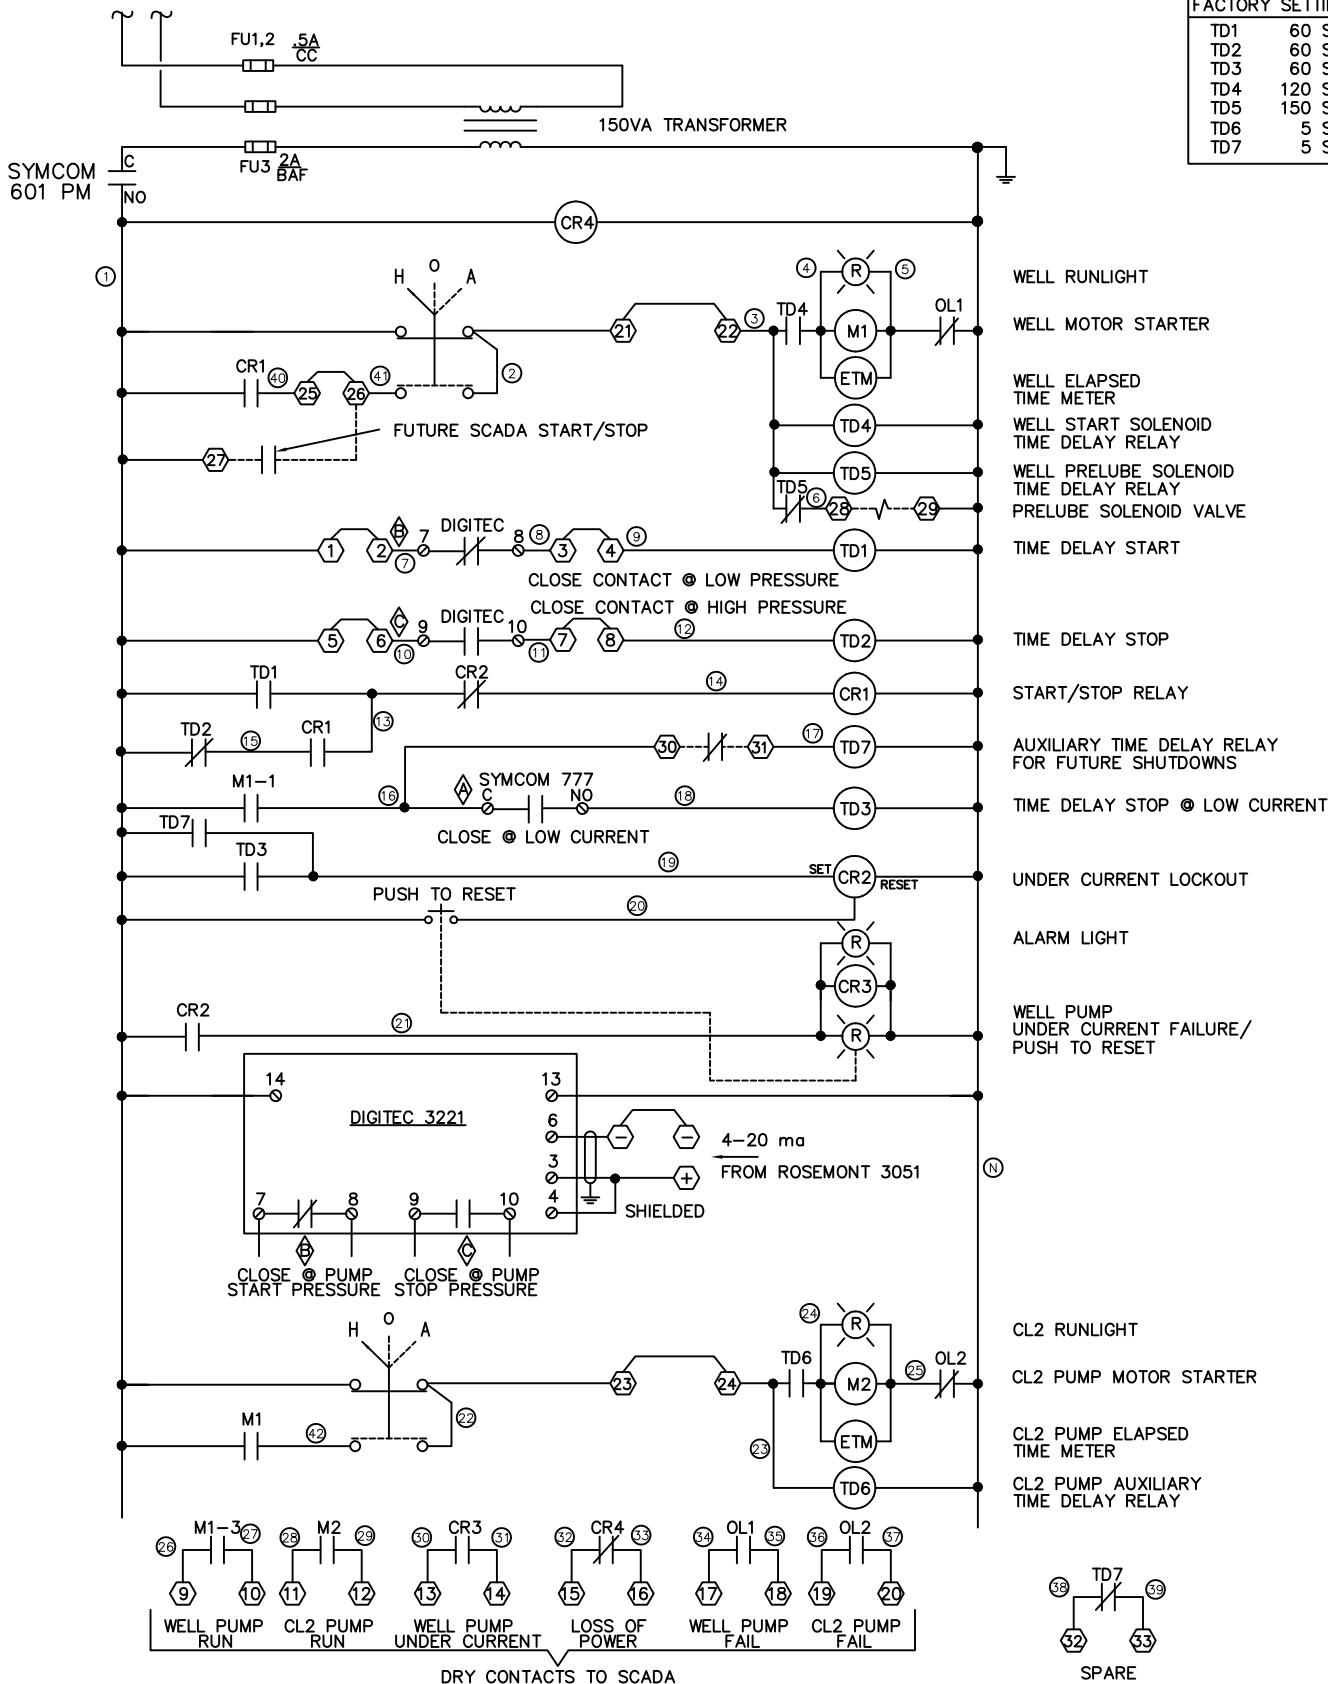 FACTORY SETTI
TD1 60 S
TD2 60 S
TD3 60 S
TD4 120 S
TD5 150 S
TD6 5 S
TD7 5 S
FU1,2 .5A
CC
150VA TRANSFORMER
FU3 2A
BAF
SYMCOM
601 PM
C
NO
CR4
1
H O A
4 R 5
WELL RUNLIGHT
21 22 3 TD4 M1 OL1
WELL MOTOR STARTER
CR1 40 25 26 41 2
ETM
WELL ELAPSED
TIME METER
FUTURE SCADA START/STOP
TD4
WELL START SOLENOID
TIME DELAY RELAY
27
TD5
WELL PRELUBE SOLENOID
TIME DELAY RELAY
TD5 6 28 29
PRELUBE SOLENOID VALVE
1 2 B 7 7 DIGITEC 8 8 3 4 9 TD1
TIME DELAY START
CLOSE CONTACT @ LOW PRESSURE
CLOSE CONTACT @ HIGH PRESSURE
5 6 C 10 9 DIGITEC 10 11 7 8 12 TD2
TIME DELAY STOP
TD1 CR2 14 CR1
START/STOP RELAY
13
TD2 15 CR1 30 31 17 TD7
AUXILIARY TIME DELAY RELAY
FOR FUTURE SHUTDOWNS
M1-1 16 A SYMCOM 777
C NO 18 TD3
TIME DELAY STOP @ LOW CURRENT
CLOSE @ LOW CURRENT
TD7
TD3 19 SET CR2 RESET
UNDER CURRENT LOCKOUT
PUSH TO RESET
20
R
ALARM LIGHT
CR3
CR2 21 R
WELL PUMP
UNDER CURRENT FAILURE/
PUSH TO RESET
14 13
DIGITEC 3221
6 - -
4-20 ma
FROM ROSEMONT 3051
3 +
4
SHIELDED
N
7 8 9 10
B C
CLOSE @ PUMP
START PRESSURE
CLOSE @ PUMP
STOP PRESSURE
H O A
24 R
CL2 RUNLIGHT
23 24 TD6 M2 25 OL2
CL2 PUMP MOTOR STARTER
M1 42 22
23 ETM
CL2 PUMP ELAPSED
TIME METER
TD6
CL2 PUMP AUXILIARY
TIME DELAY RELAY
26 M1-3 27 28 M2 29 30 CR3 31 32 CR4 33 34 OL1 35 36 OL2 37
9 10 11 12 13 14 15 16 17 18 19 20
WELL PUMP
RUN
CL2 PUMP
RUN
WELL PUMP
UNDER CURRENT
LOSS OF
POWER
WELL PUMP
FAIL
CL2 PUMP
FAIL
DRY CONTACTS TO SCADA
38 TD7 39
32 33
SPARE